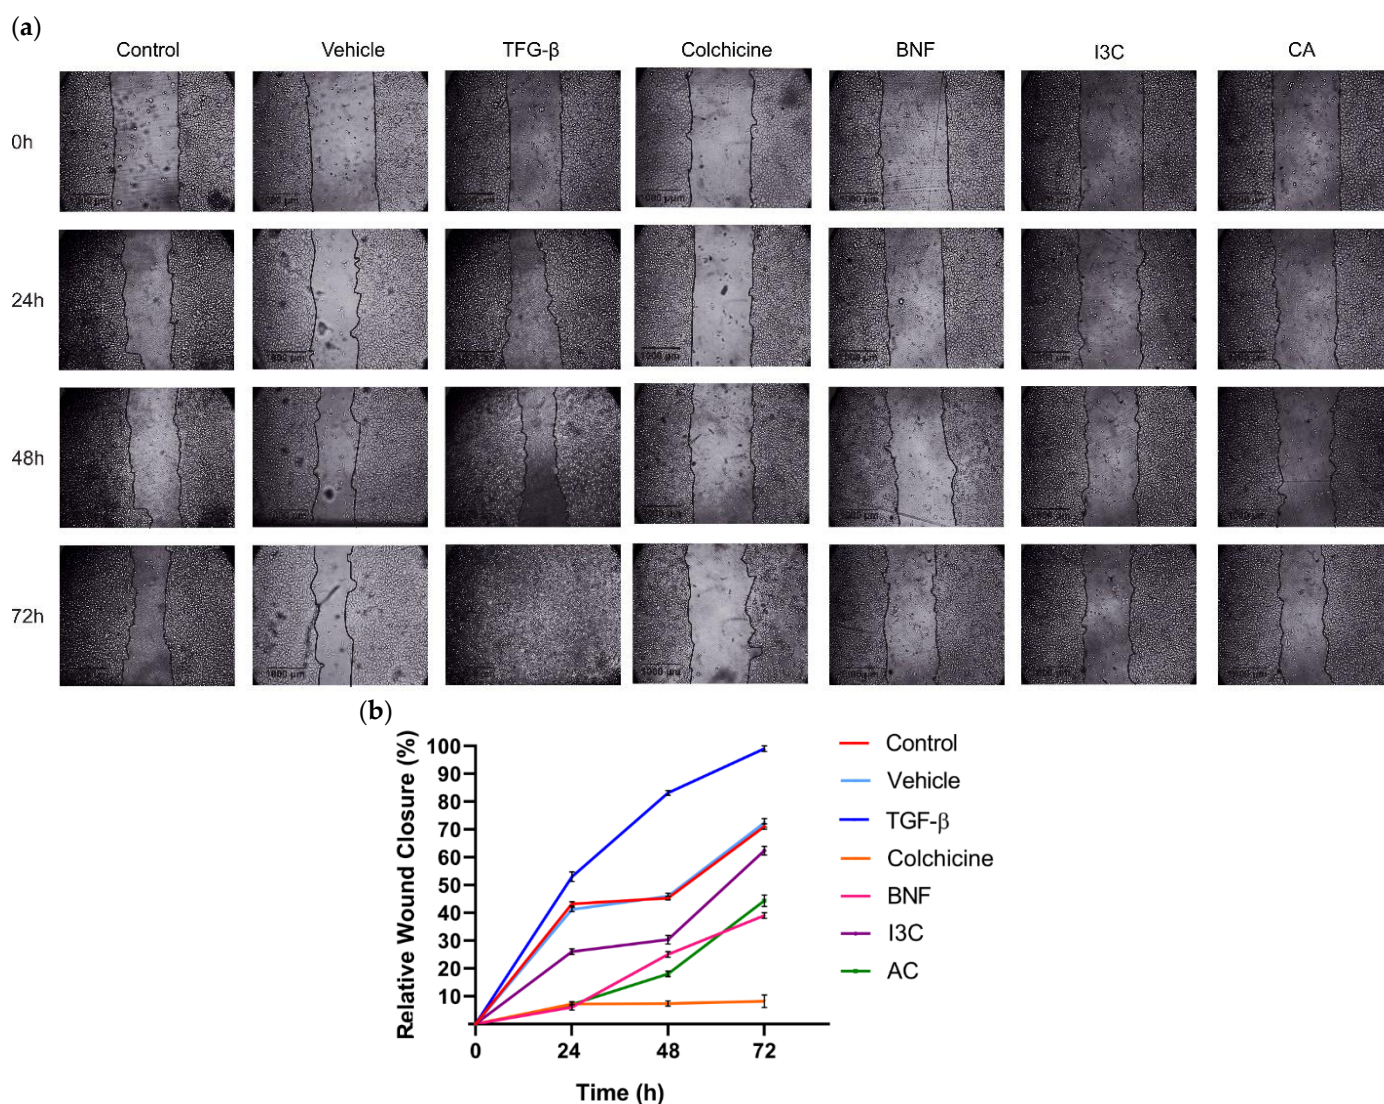 (a)
Control Vehicle TFG-β Colchicine BNF I3C CA
0h
24h
48h
72h
(b)
Relative Wound Closure (%)
100
90
80
70
60
50
40
30
20
10
0 24 48 72
Time (h)
Control
Vehicle
TGF-β
Colchicine
BNF
I3C
AC